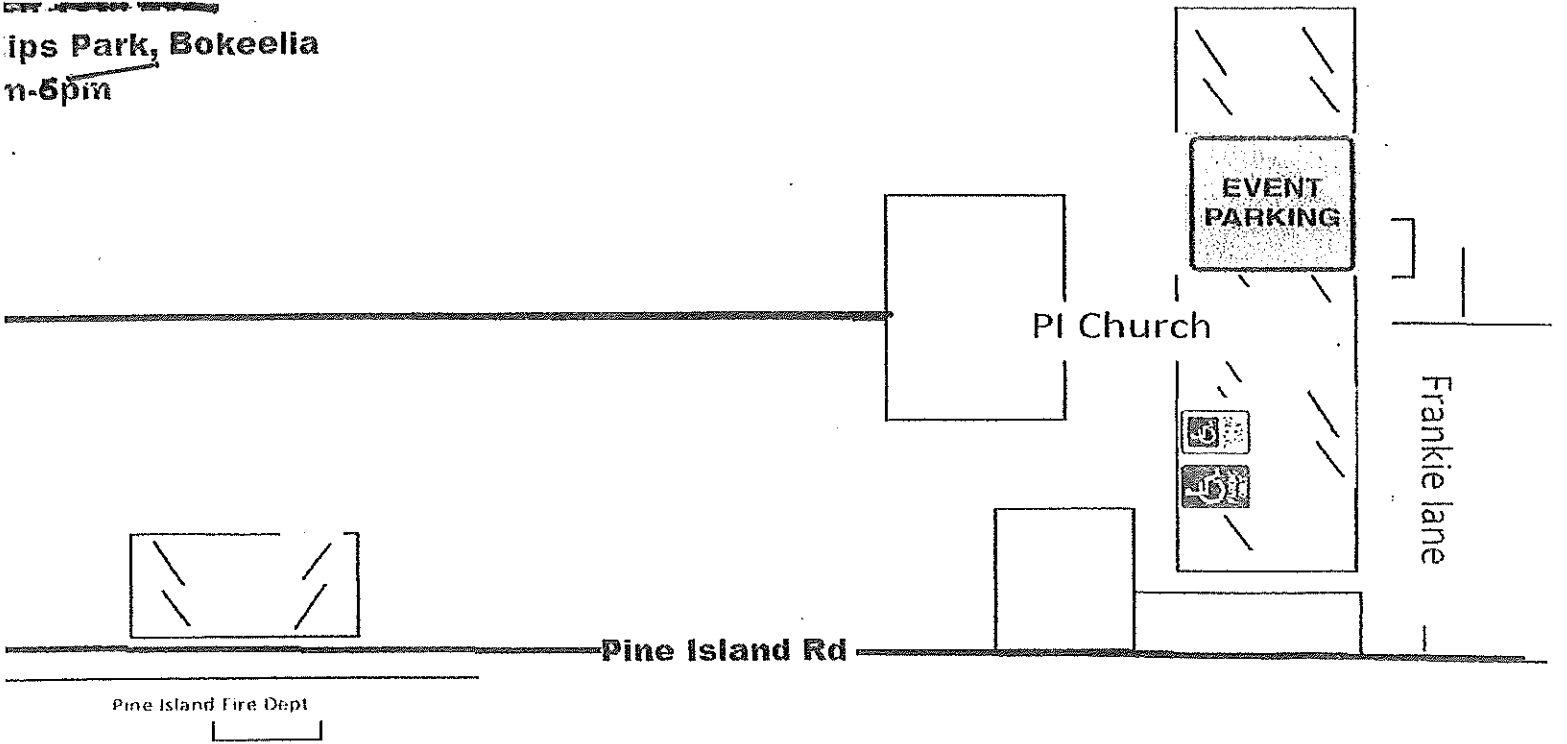 ips Park, Bokeelia
m-6pm
EVENT
PARKING
PI Church
Frankie lane
Pine Island Rd
Pine Island Fire Dept